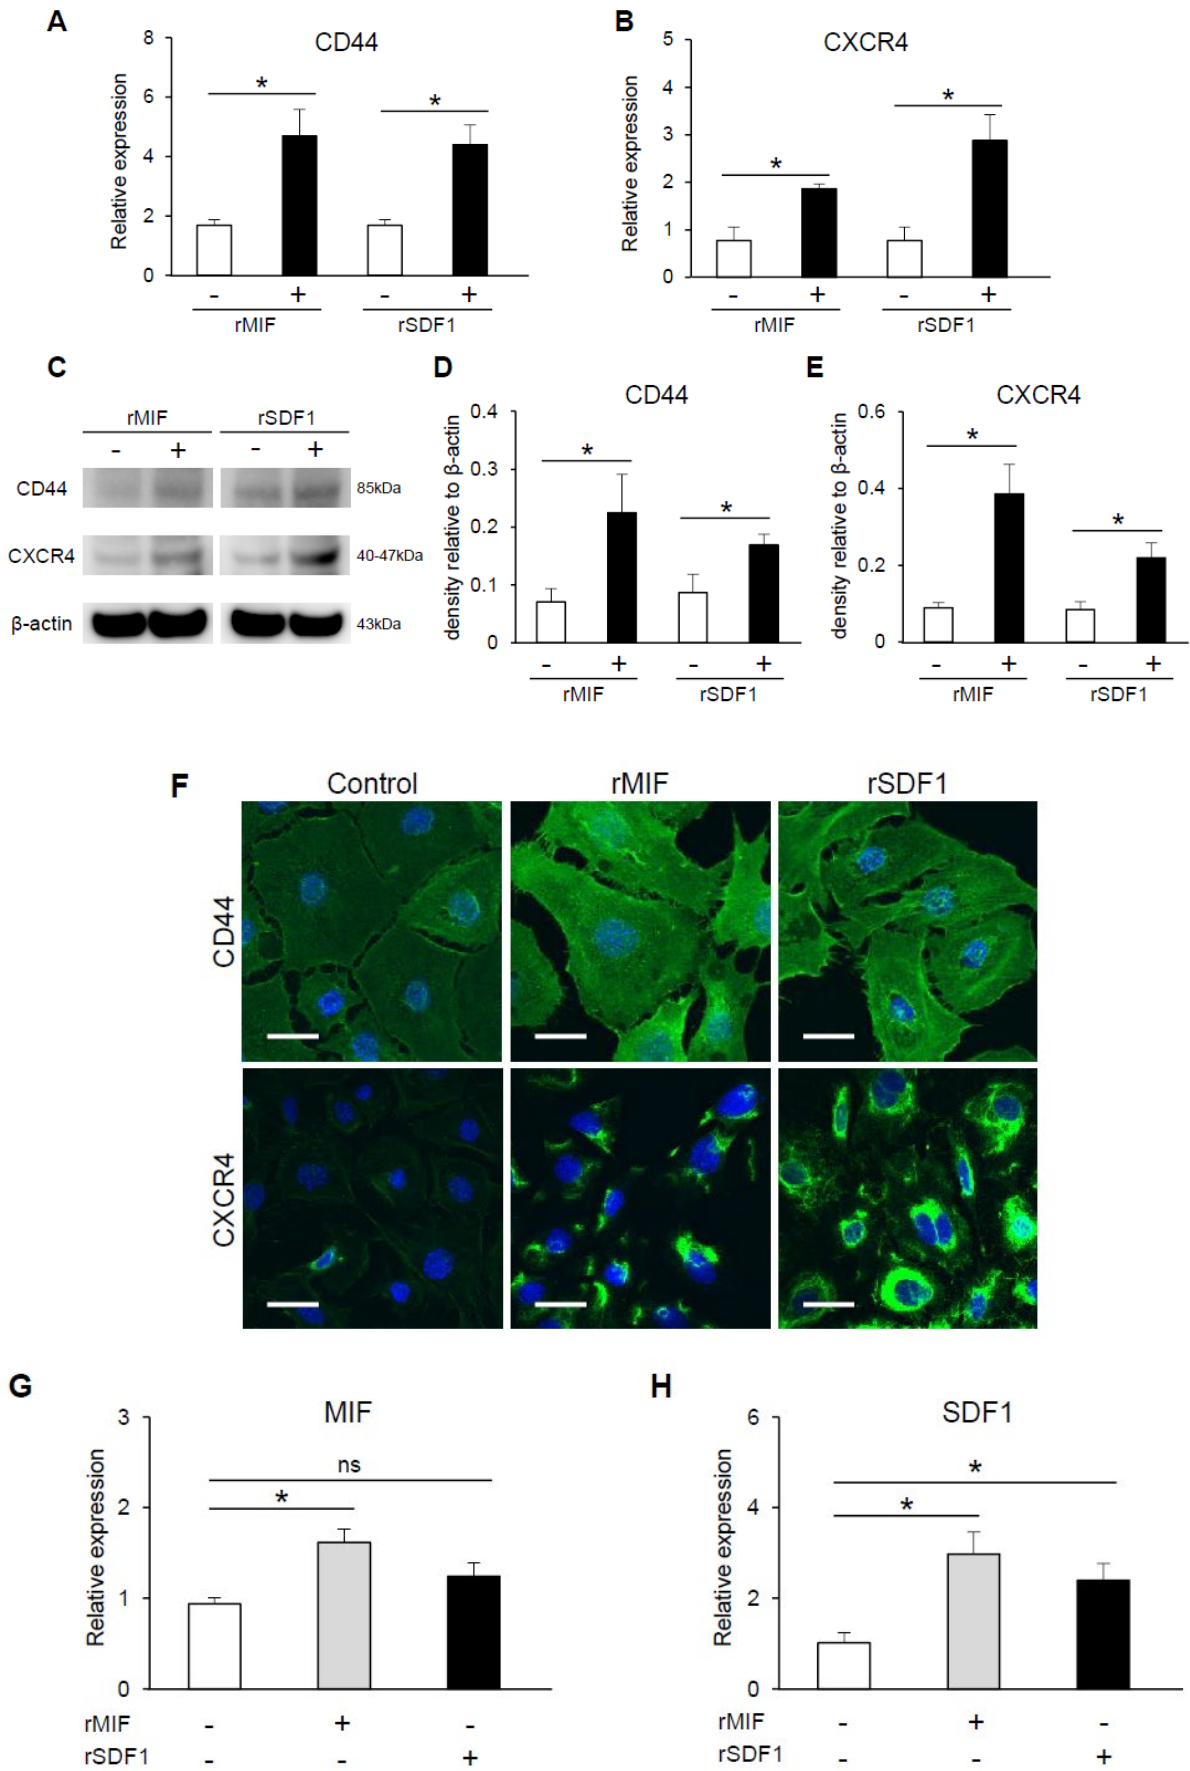 A
CD44
Relative expression
8
6
4
2
0
*
*
- + - +
rMIF rSDF1
B
CXCR4
Relative expression
5
4
3
2
1
0
*
*
- + - +
rMIF rSDF1
C
rMIF rSDF1
- + - +
CD44 85kDa
CXCR4 40-47kDa
β-actin 43kDa
D
CD44
density relative to β-actin
0.4
0.3
0.2
0.1
0
*
*
- + - +
rMIF rSDF1
E
CXCR4
density relative to β-actin
0.6
0.4
0.2
0
*
*
- + - +
rMIF rSDF1
F
Control rMIF rSDF1
CD44
CXCR4
G
MIF
Relative expression
3
2
1
0
ns
*
rMIF - + -
rSDF1 - - +
H
SDF1
Relative expression
6
4
2
0
*
*
rMIF - + -
rSDF1 - - +